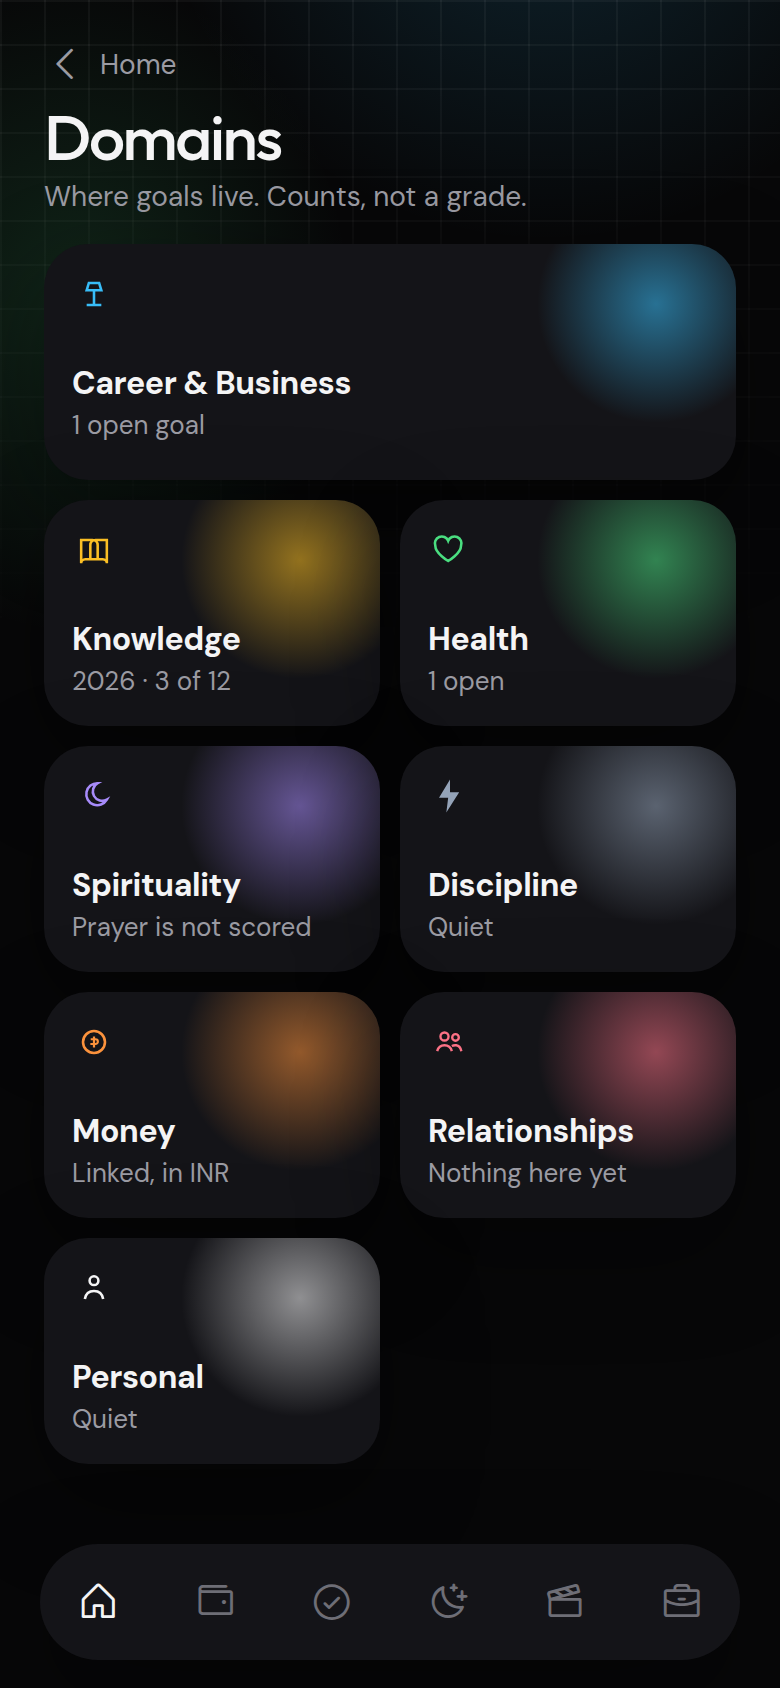 Home
Domains
Where goals live. Counts, not a grade.
Career & Business
1 open goal
Knowledge
2026 · 3 of 12
Health
1 open
Spirituality
Prayer is not scored
Discipline
Quiet
Money
Linked, in INR
Relationships
Nothing here yet
Personal
Quiet